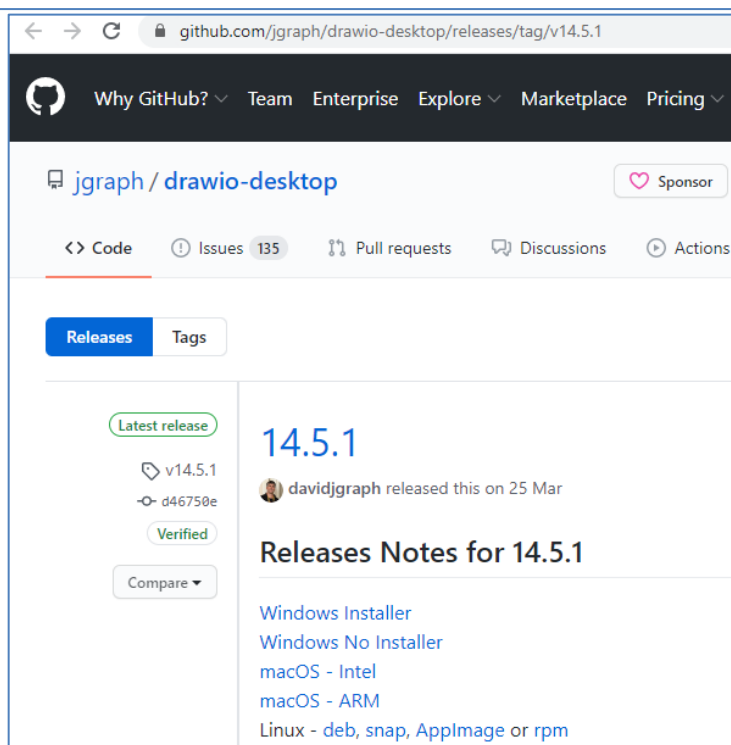 github.com/jgraph/drawio-desktop/releases/tag/v14.5.1
Why GitHub? Team Enterprise Explore Marketplace Pricing
jgraph / drawio-desktop Sponsor
<> Code Issues 135 Pull requests Discussions Actions
Releases Tags
Latest release
v14.5.1
d46750e
Verified
Compare
14.5.1
davidjgraph released this on 25 Mar
Releases Notes for 14.5.1
Windows Installer
Windows No Installer
macOS - Intel
macOS - ARM
Linux - deb, snap, AppImage or rpm